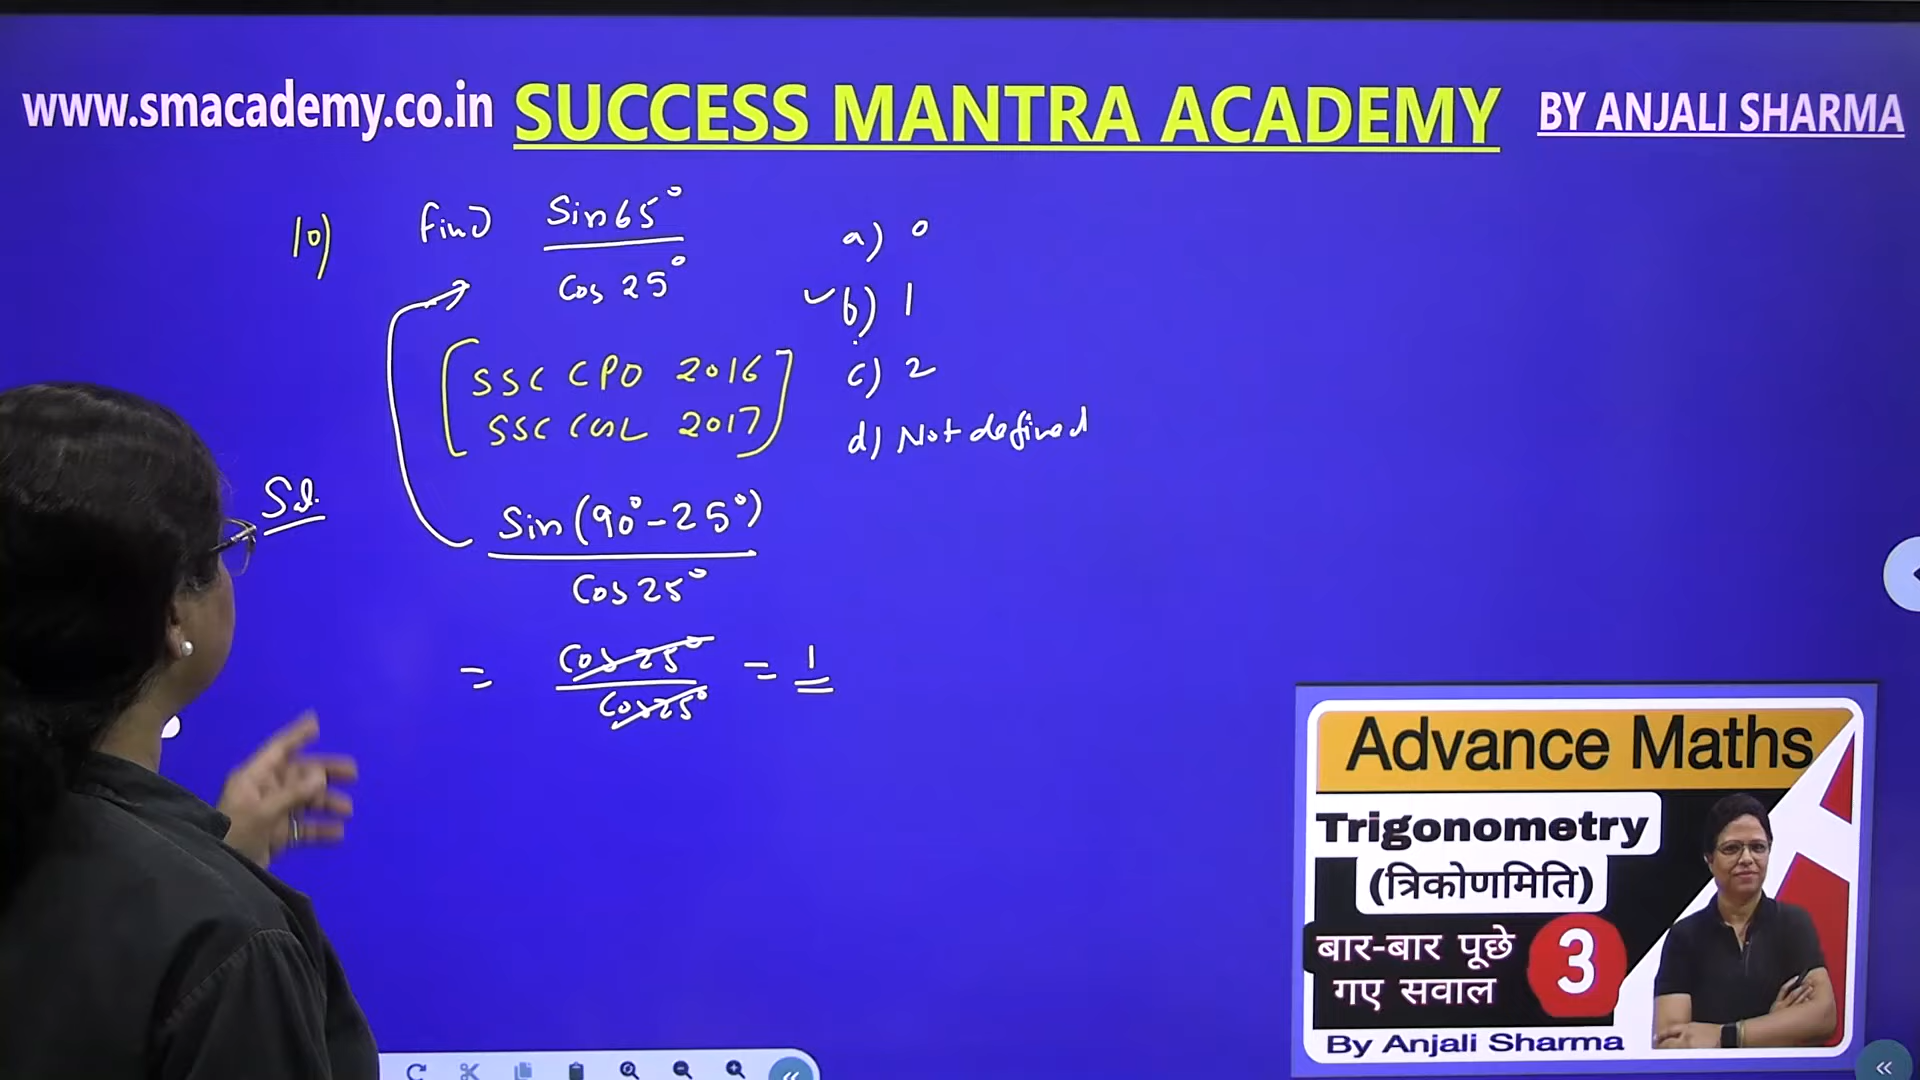 www.smacademy.co.in SUCCESS MANTRA ACADEMY BY ANJALI SHARMA
10) Find Sin65°
Cos 25°
a) 0
b) 1
c) 2
d) Not defined
[SSC CPO 2016
SSC CGL 2017]
Sol.
Sin(90°-25°)
Cos25°
= Cos25° = 1
Cos25°
Advance Maths
Trigonometry
(त्रिकोणमिति)
बार-बार पूछे
गए सवाल
3
By Anjali Sharma